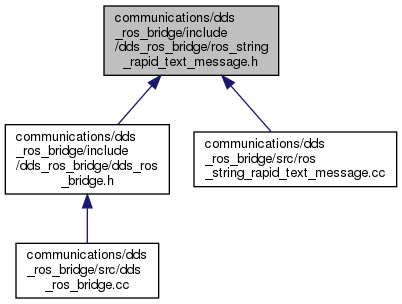 communications/dds
_ros_bridge/include
/dds_ros_bridge/ros_string
_rapid_text_message.h
communications/dds
_ros_bridge/include
/dds_ros_bridge/dds_ros
_bridge.h
communications/dds
_ros_bridge/src/ros
_string_rapid_text_message.cc
communications/dds
_ros_bridge/src/dds
_ros_bridge.cc